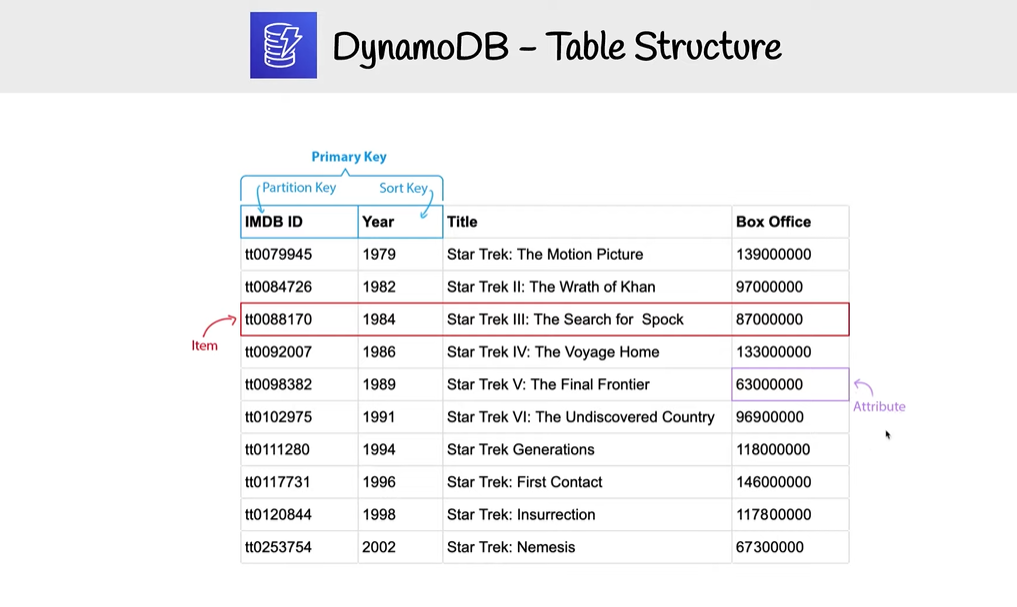 DynamoDB - Table Structure
Primary Key
Partition Key Sort Key
IMDB ID Year Title Box Office
tt0079945 1979 Star Trek: The Motion Picture 139000000
tt0084726 1982 Star Trek II: The Wrath of Khan 97000000
tt0088170 1984 Star Trek III: The Search for Spock 87000000
Item
tt0092007 1986 Star Trek IV: The Voyage Home 133000000
tt0098382 1989 Star Trek V: The Final Frontier 63000000
Attribute
tt0102975 1991 Star Trek VI: The Undiscovered Country 96900000
tt0111280 1994 Star Trek Generations 118000000
tt0117731 1996 Star Trek: First Contact 146000000
tt0120844 1998 Star Trek: Insurrection 117800000
tt0253754 2002 Star Trek: Nemesis 67300000